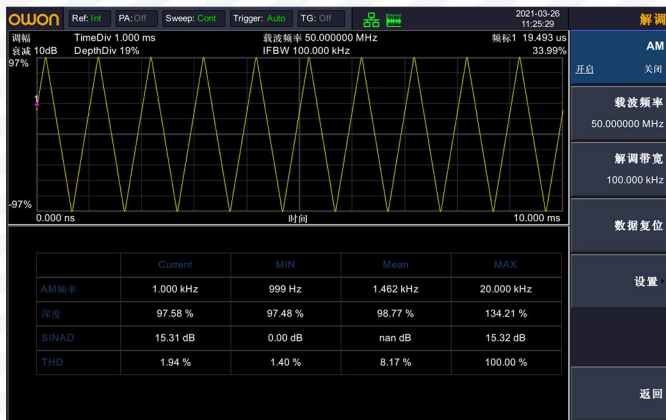 OWON Ref: Int PA:Off Sweep: Cont Trigger: Auto TG: Off 2021-03-26
11:25:29
解调
调幅 TimeDiv 1.000 ms 载波频率 50.000000 MHz 频标1 19.493 us
衰减 10dB DepthDiv 19% IFBW 100.000 kHz 33.99%
97%
1
-97%
0.000 ns 时间 10.000 ms
Current MIN Mean MAX
AM频率 1.000 kHz 999 Hz 1.462 kHz 20.000 kHz
深度 97.58 % 97.48 % 98.77 % 134.21 %
SINAD 15.31 dB 0.00 dB nan dB 15.32 dB
THD 1.94 % 1.40 % 8.17 % 100.00 %
AM
开启 关闭
载波频率
50.000000 MHz
解调带宽
100.000 kHz
数据复位
设置
返回